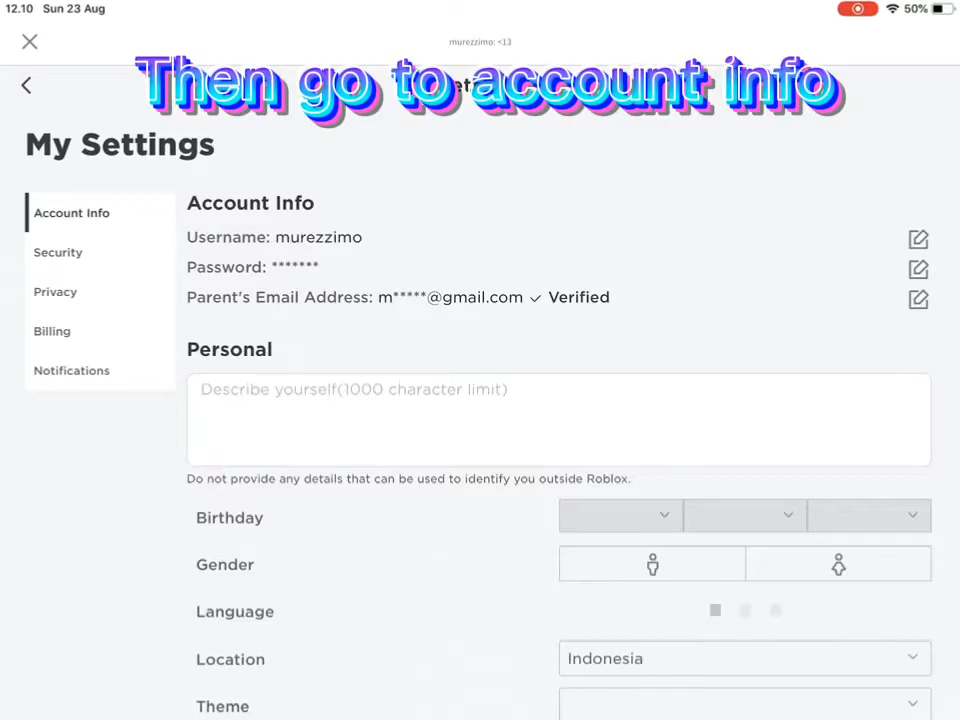 12.10 Sun 23 Aug
50%
murezzimo: <13
Then go to account info
My Settings
Account Info
Security
Privacy
Billing
Notifications
Account Info
Username: murezzimo
Password: *******
Parent's Email Address: m*****@gmail.com ✓ Verified
Personal
Describe yourself(1000 character limit)
Do not provide any details that can be used to identify you outside Roblox.
Birthday
Gender
Language
Location
Indonesia
Theme